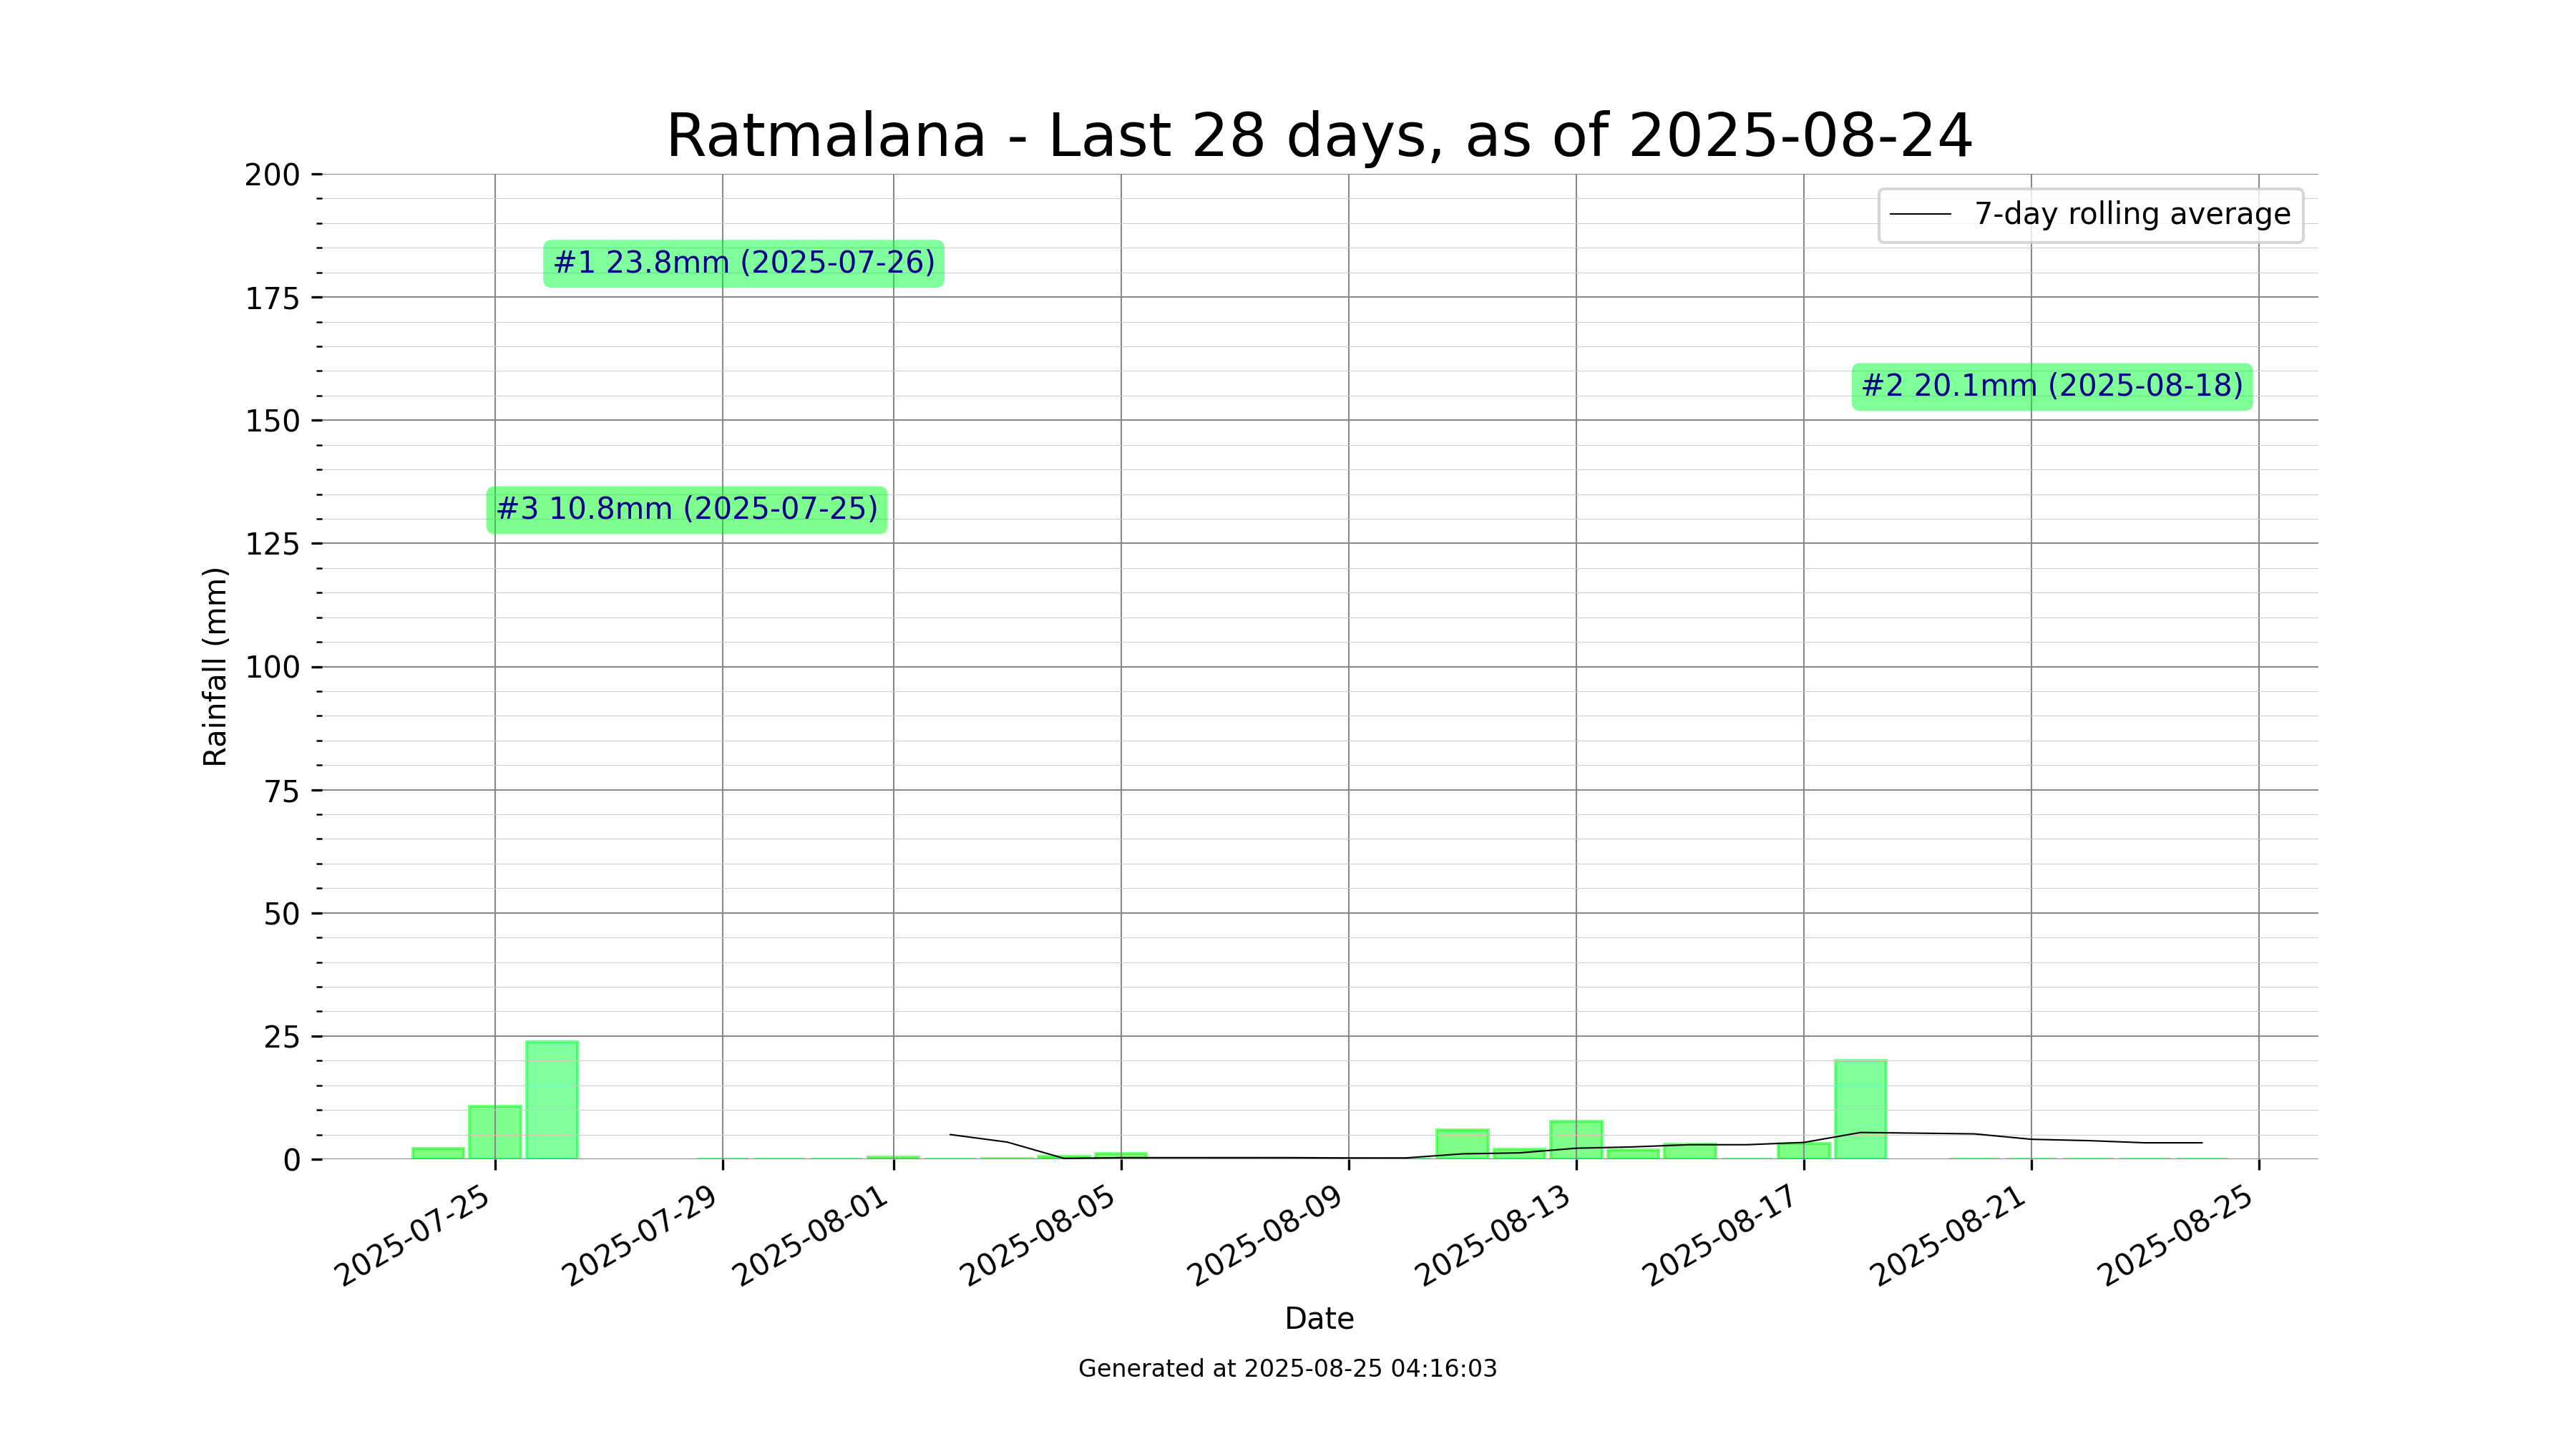 Ratmalana - Last 28 days, as of 2025-08-24
7-day rolling average
#1 23.8mm (2025-07-26)
#2 20.1mm (2025-08-18)
#3 10.8mm (2025-07-25)
Rainfall (mm)
200
175
150
125
100
75
50
25
0
2025-07-25
2025-07-29
2025-08-01
2025-08-05
2025-08-09
2025-08-13
2025-08-17
2025-08-21
2025-08-25
Date
Generated at 2025-08-25 04:16:03